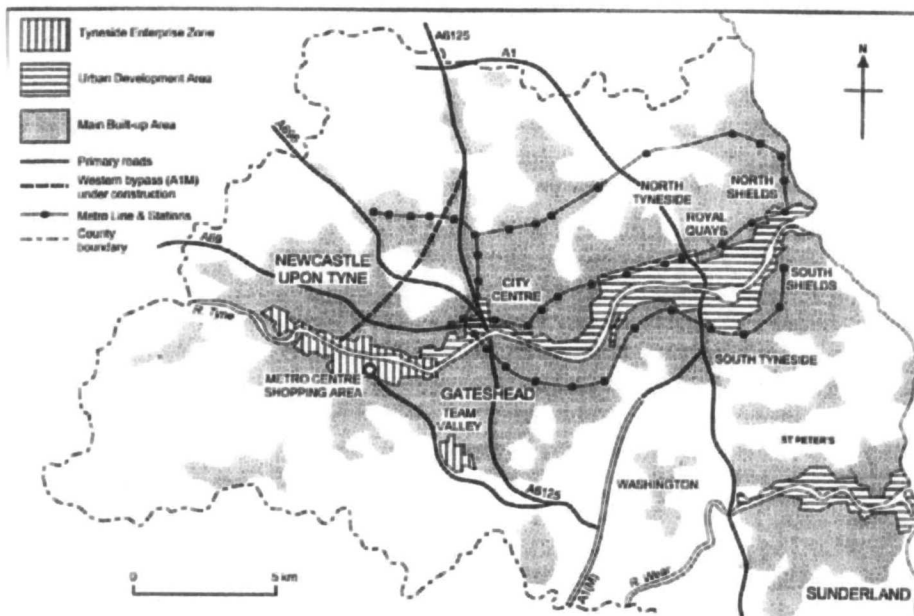 Tyneside Enterprise Zone
Urban Development Area
Main Built-up Area
Primary roads
Western bypass (A1M)
under construction
Metro Line & Stations
County
boundary
A6125
A1
N
A696
A69
NORTH
TYNESIDE
NORTH
SHIELDS
ROYAL
QUAYS
NEWCASTLE
UPON TYNE
CITY
CENTRE
SOUTH
SHIELDS
R. Tyne
SOUTH TYNESIDE
METRO CENTRE
SHOPPING AREA
GATESHEAD
TEAM
VALLEY
ST PETER'S
WASHINGTON
A6125
A1(M)
R. Wear
SUNDERLAND
0
5 km